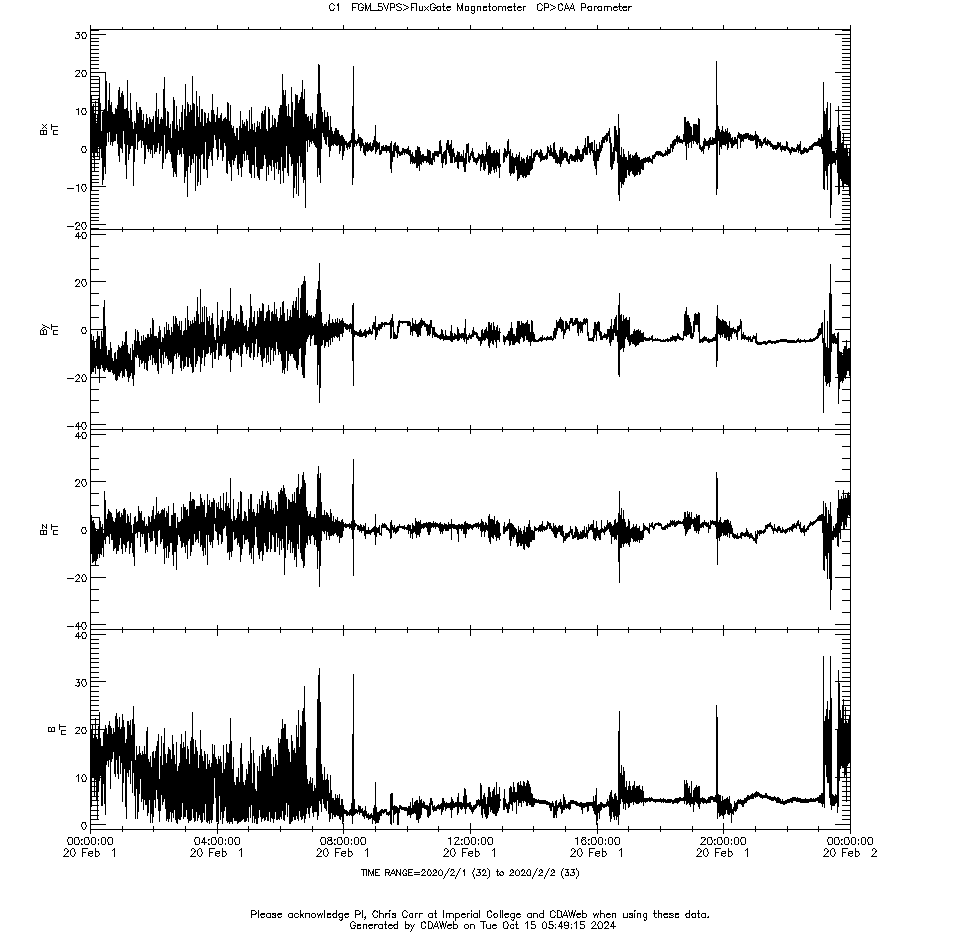 C1 FGM_5VPS>FluxGate Magnetometer CP>CAA Parameter
30
20
10
0
-10
-20
Bx
nT
40
20
0
-20
-40
By
nT
40
20
0
-20
-40
Bz
nT
40
30
20
10
0
B
nT
00:00:00 04:00:00 08:00:00 12:00:00 16:00:00 20:00:00 00:00:00
20 Feb 1 20 Feb 1 20 Feb 1 20 Feb 1 20 Feb 1 20 Feb 1 20 Feb 2
TIME RANGE=2020/2/1 (32) to 2020/2/2 (33)
Please acknowledge PI, Chris Carr at Imperial College and CDAWeb when using these data.
Generated by CDAWeb on Tue Oct 15 05:49:15 2024